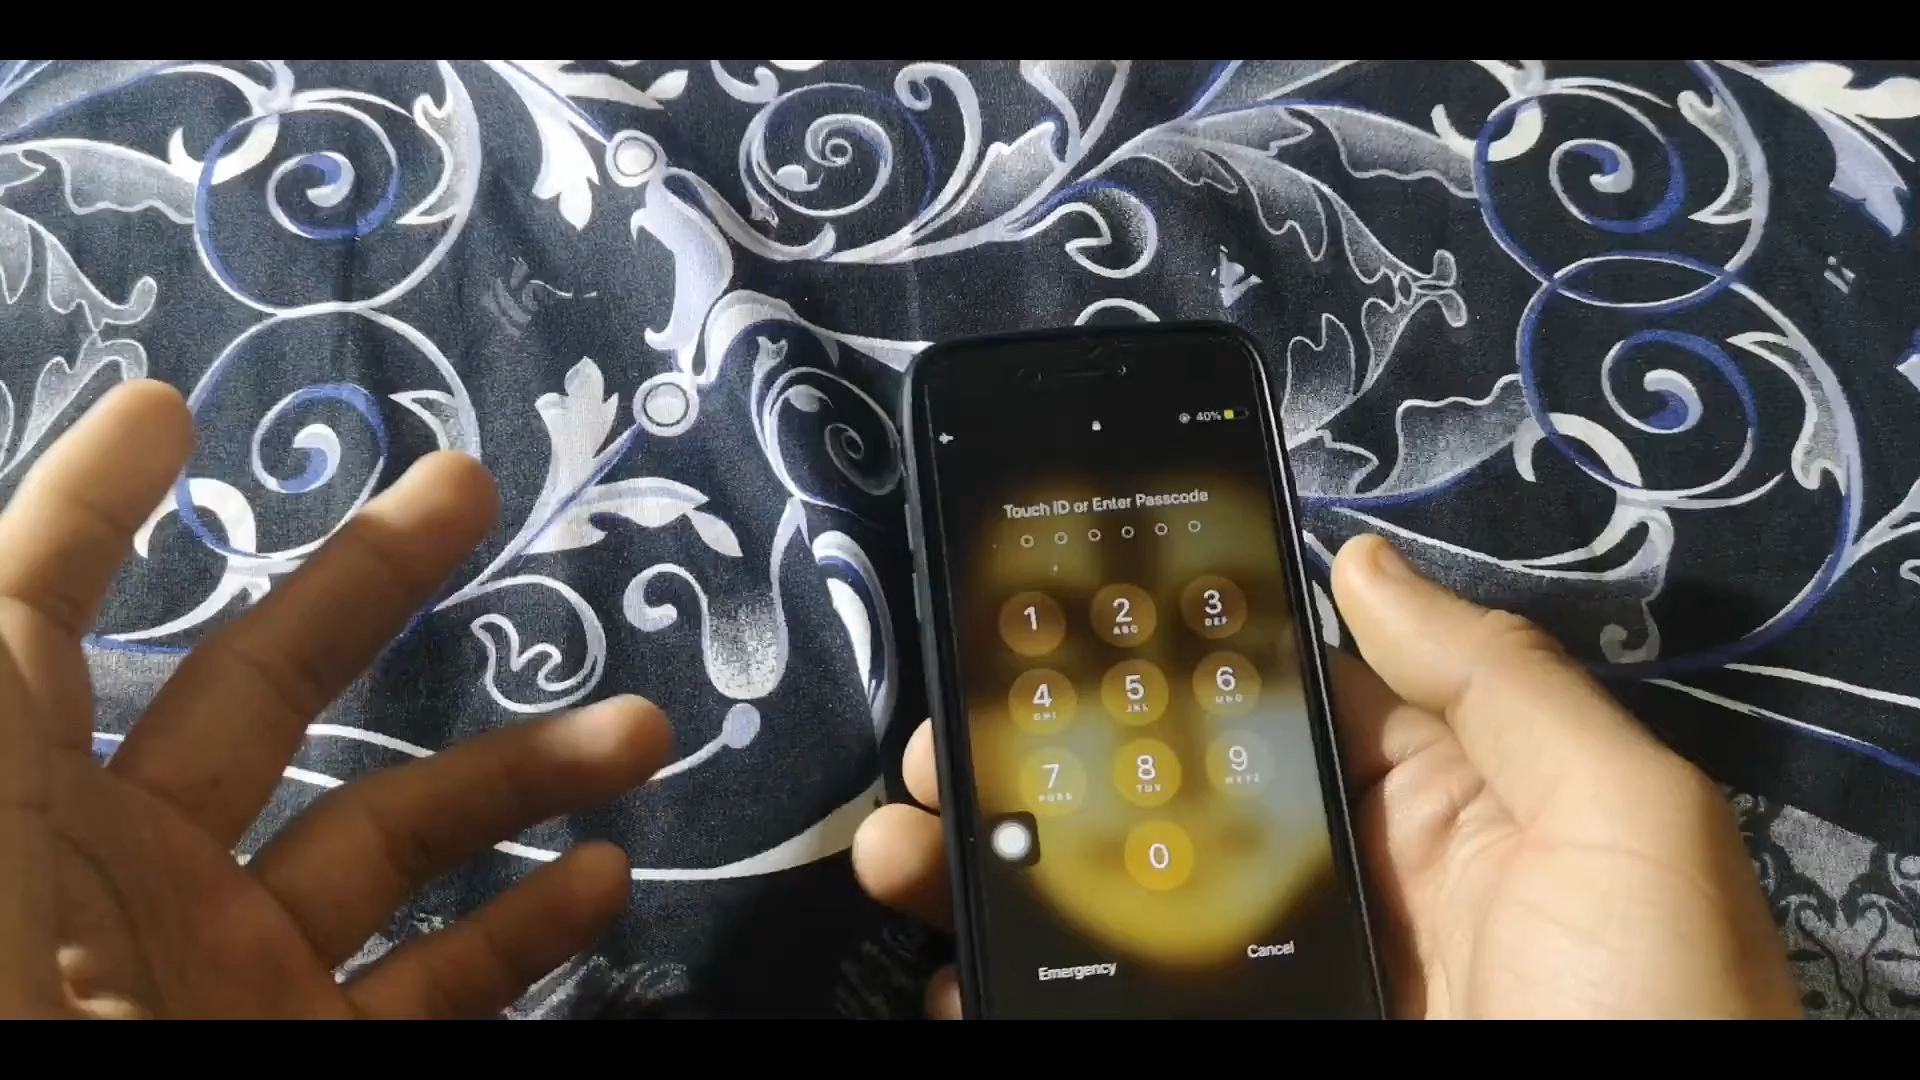 40%
Touch ID or Enter Passcode
1 2 3
ABC DEF
4 5 6
GHI JKL MNO
7 8 9
PQRS TUV WXYZ
0
Emergency Cancel